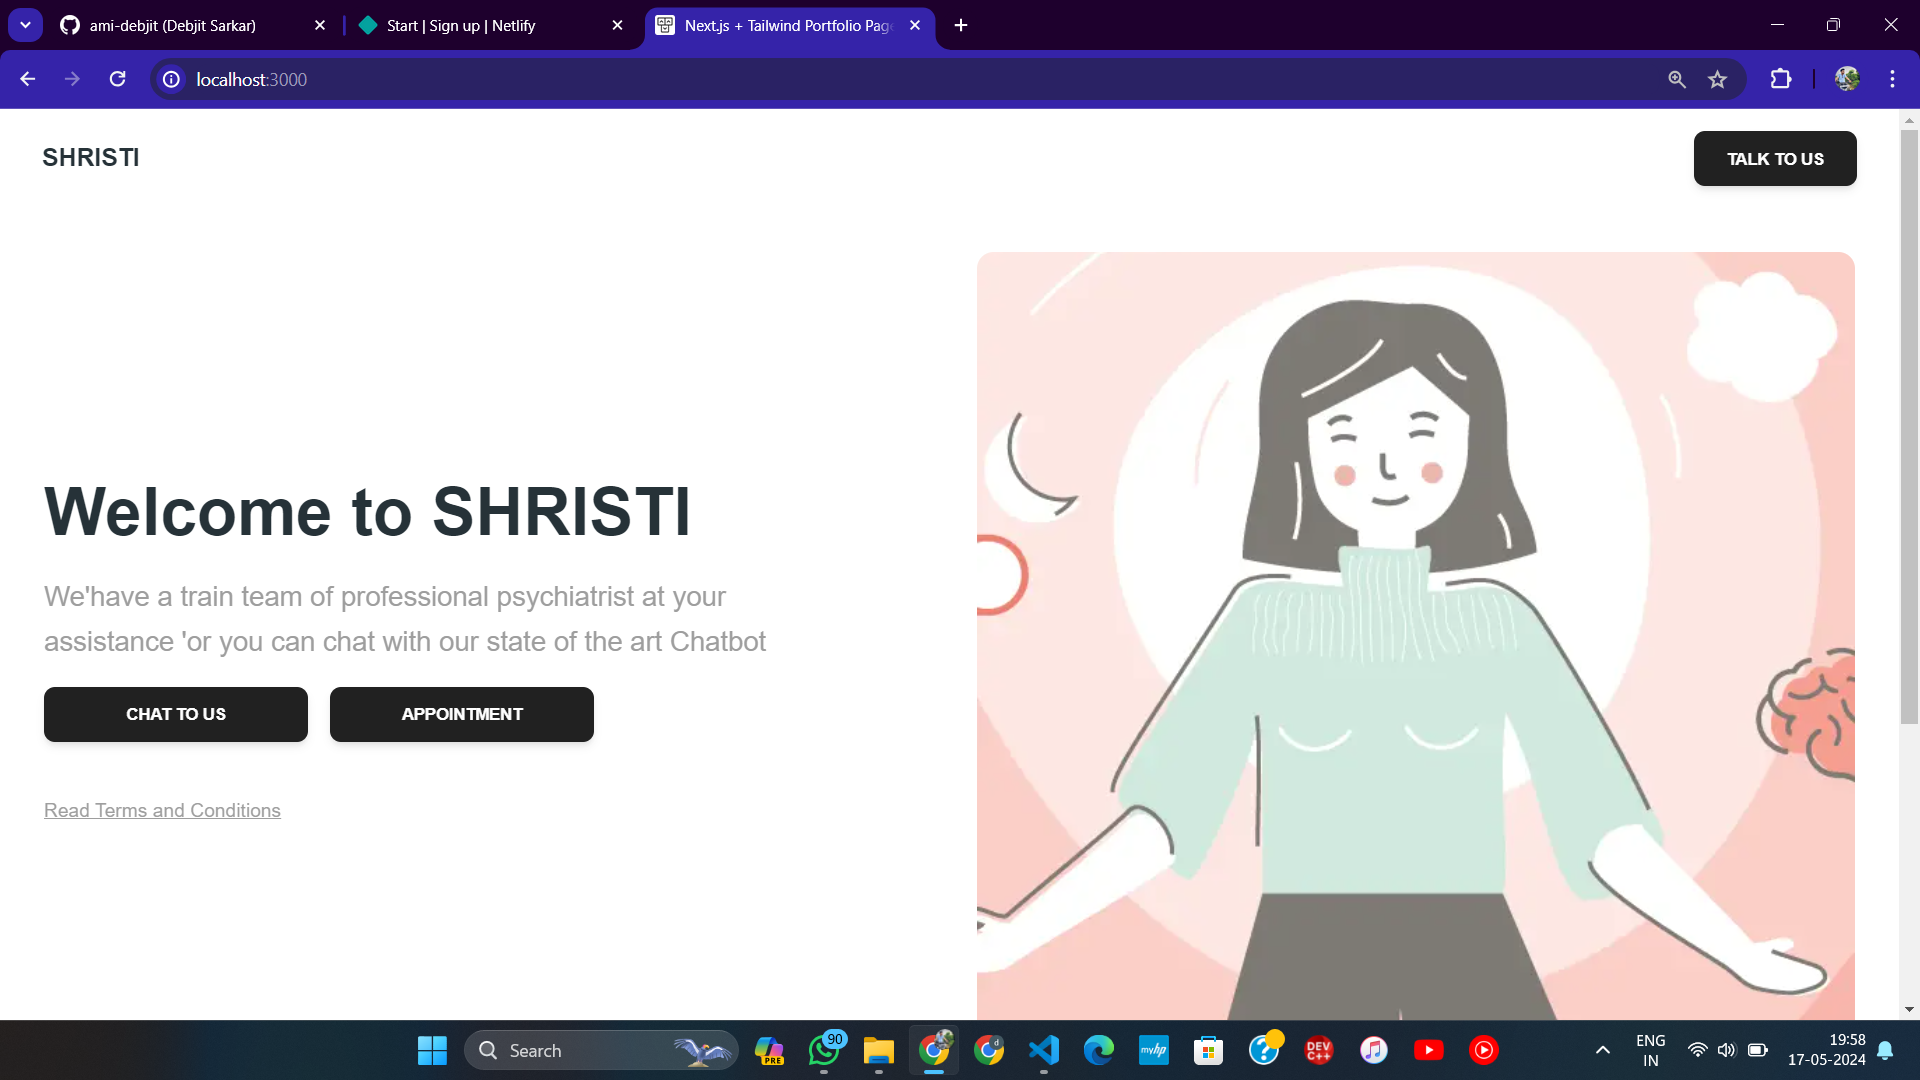 ami-debjit (Debjit Sarkar)
Start | Sign up | Netlify
Next.js + Tailwind Portfolio Pag
localhost:3000
SHRISTI
TALK TO US
Welcome to SHRISTI
We'have a train team of professional psychiatrist at your
assistance 'or you can chat with our state of the art Chatbot
CHAT TO US
APPOINTMENT
Read Terms and Conditions
Search
PRE
90
d
myhp
DEV
C++
ENG
IN
19:58
17-05-2024